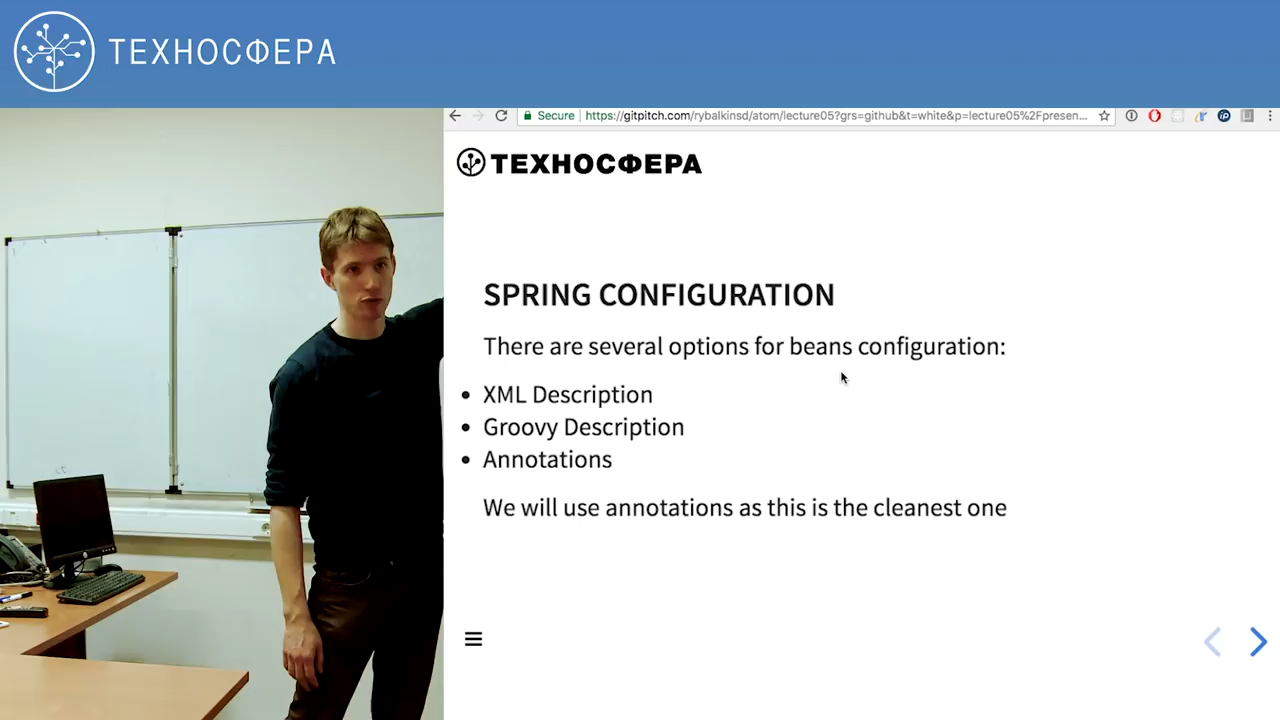 ТЕХНОСФЕРА
Secure https://gitpitch.com/rybalkinsd/atom/lecture05?grs=github&t=white&p=lecture05%2Fpresen...
ТЕХНОСФЕРА
SPRING CONFIGURATION
There are several options for beans configuration:
• XML Description
• Groovy Description
• Annotations
We will use annotations as this is the cleanest one